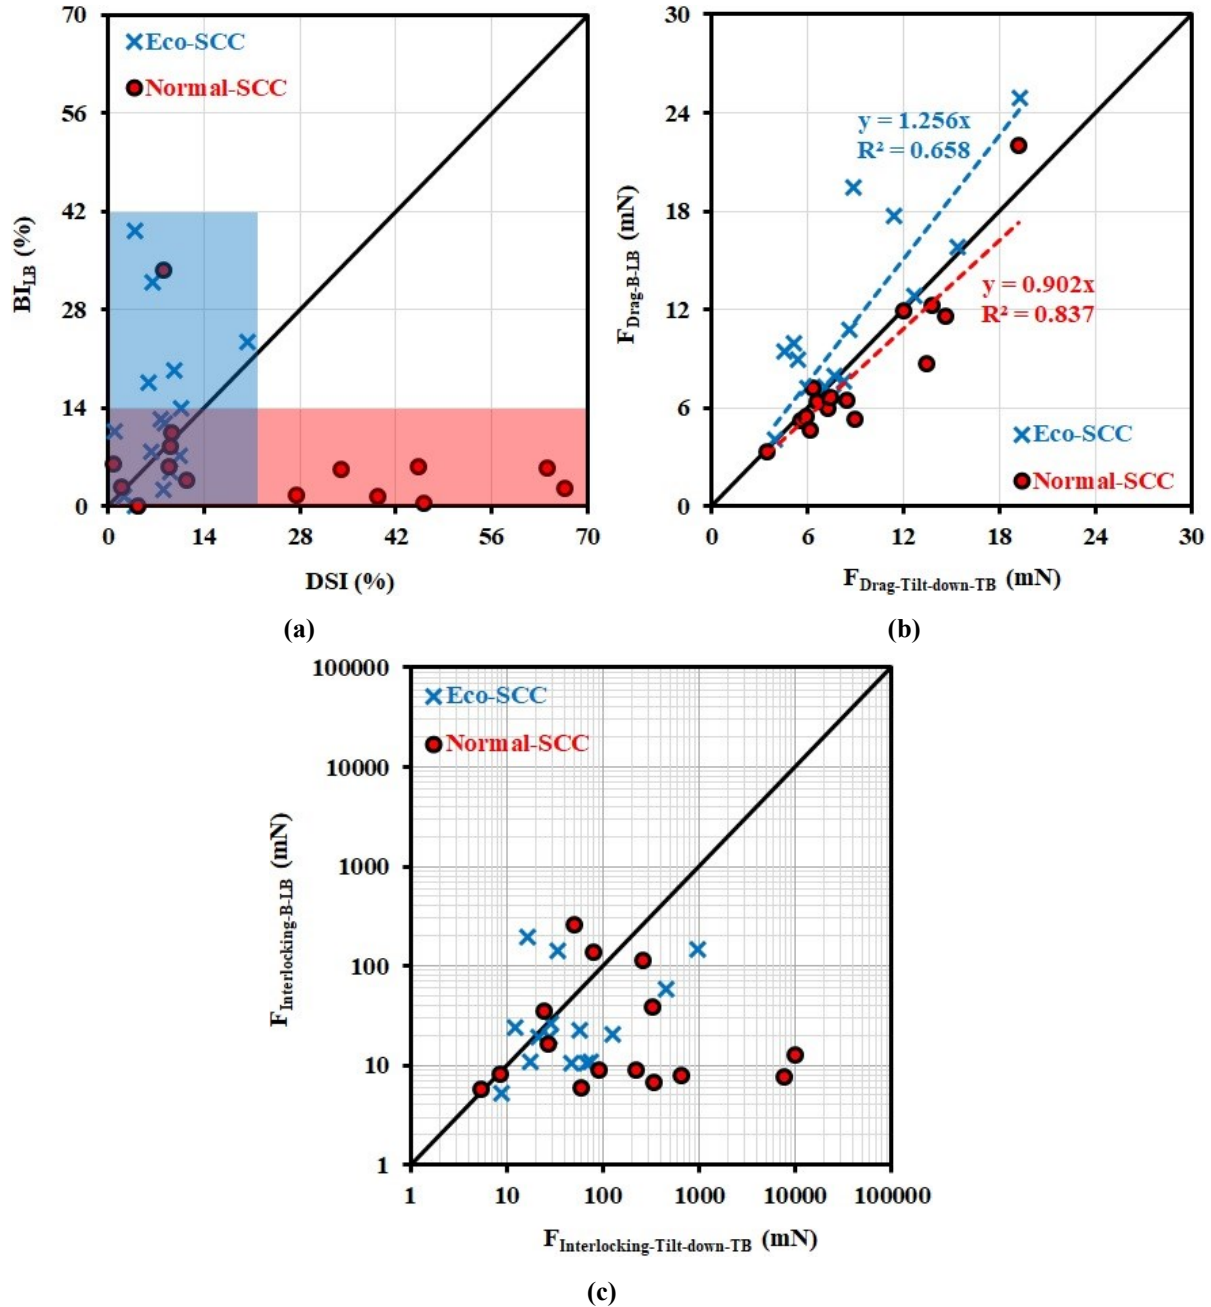 70
56
42
28
14
0
BI_LB (%)
Eco-SCC
Normal-SCC
0 14 28 42 56 70
DSI (%)
(a)
30
24
18
12
6
0
F_Drag-B-LB (mN)
y = 1.256x
R² = 0.658
y = 0.902x
R² = 0.837
Eco-SCC
Normal-SCC
0 6 12 18 24 30
F_Drag-Tilt-down-TB (mN)
(b)
100000
10000
1000
100
10
1
F_Interlocking-B-LB (mN)
Eco-SCC
Normal-SCC
1 10 100 1000 10000 100000
F_Interlocking-Tilt-down-TB (mN)
(c)